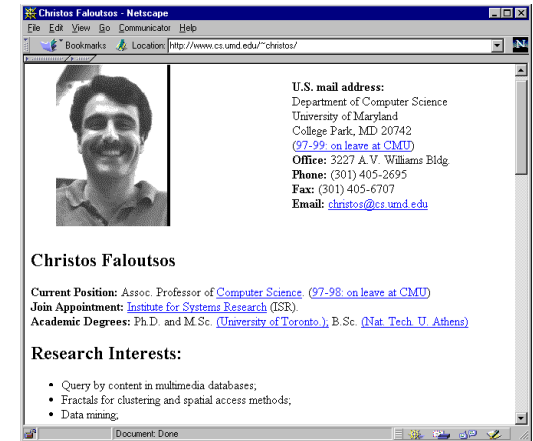 Christos Faloutsos - Netscape
File Edit View Go Communicator Help
Bookmarks Location: http://www.cs.umd.edu/~christos/
U.S. mail address:
Department of Computer Science
University of Maryland
College Park, MD 20742
(97-99: on leave at CMU)
Office: 3227 A.V. Williams Bldg.
Phone: (301) 405-2695
Fax: (301) 405-6707
Email: christos@cs.umd.edu
Christos Faloutsos
Current Position: Assoc. Professor of Computer Science. (97-98: on leave at CMU)
Join Appointment: Institute for Systems Research (ISR).
Academic Degrees: Ph.D. and M.Sc. (University of Toronto.); B.Sc. (Nat. Tech. U. Athens)
Research Interests:
• Query by content in multimedia databases;
• Fractals for clustering and spatial access methods;
• Data mining;
Document: Done